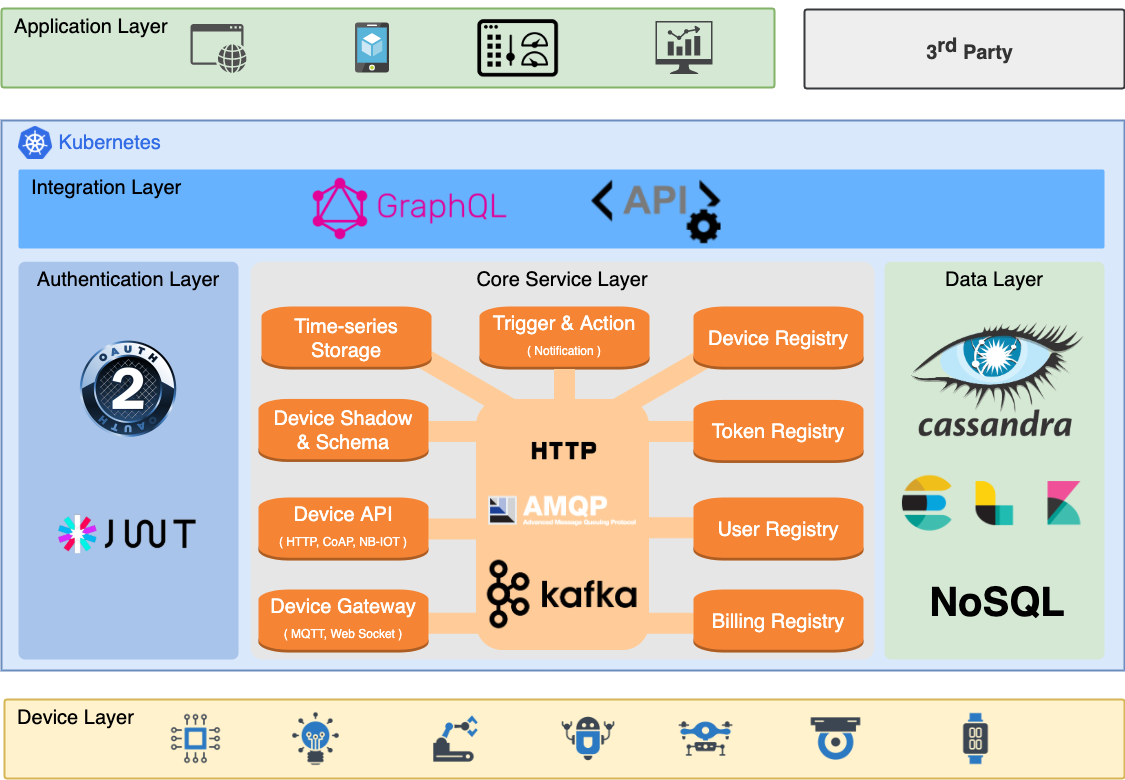 Application Layer
3rd Party
Kubernetes
Integration Layer
GraphQL
< API >
Authentication Layer
OAUTH
2
OAUTH
JWT
Core Service Layer
Time-series
Storage
Trigger & Action
( Notification )
Device Registry
Device Shadow
& Schema
Token Registry
Device API
( HTTP, CoAP, NB-IOT )
User Registry
Device Gateway
( MQTT, Web Socket )
Billing Registry
HTTP
AMQP
Advanced Message Queuing Protocol
kafka
Data Layer
cassandra
E L K
NoSQL
Device Layer